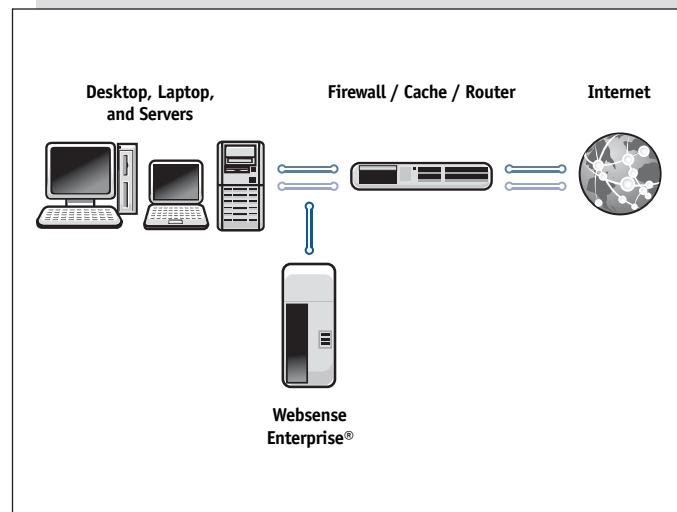 Desktop, Laptop,
and Servers
Firewall / Cache / Router
Internet
Websense
Enterprise®